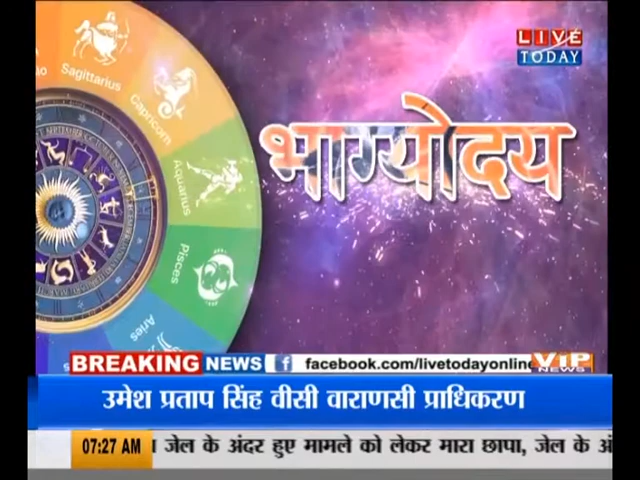 Sagittarius
Capricorn
Aquarius
Pisces
Aries
LIVE
TODAY
भाग्योदय
BREAKING NEWS
facebook.com/livetodayonline
VIP
NEWS
उमेश प्रताप सिंह वीसी वाराणसी प्राधिकरण
07:27 AM
जेल के अंदर हुए मामले को लेकर मारा छापा, जेल के